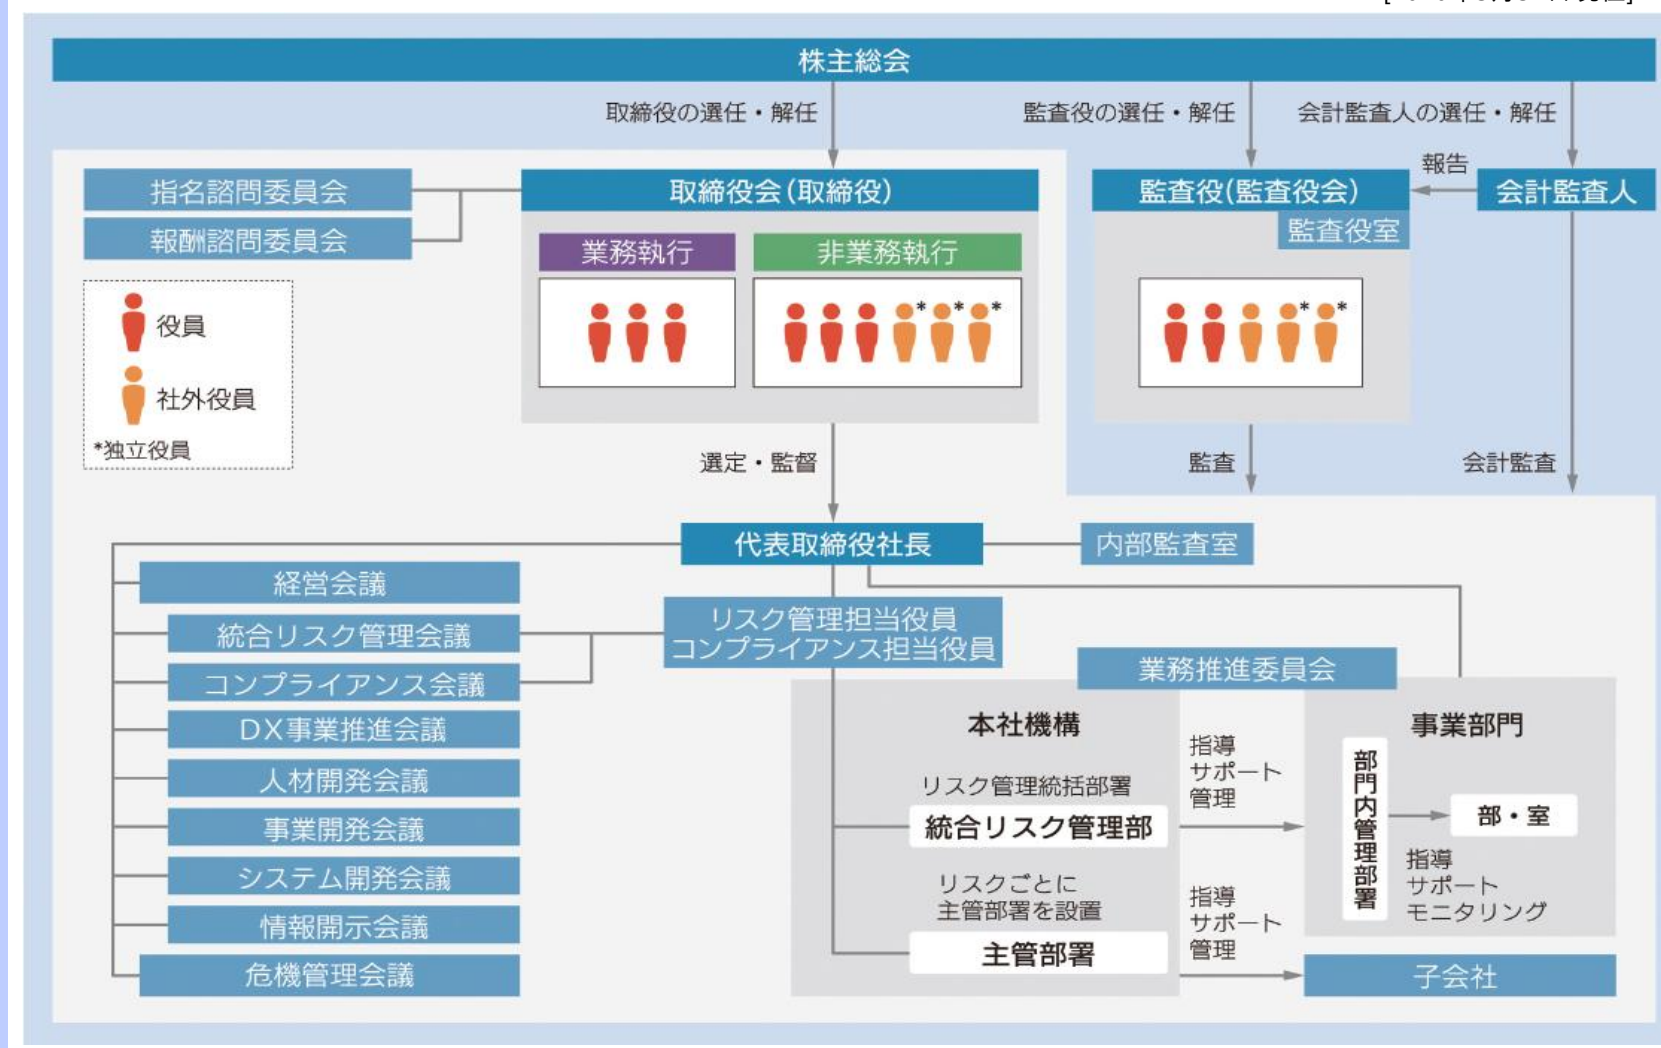 株主総会
取締役の選任・解任
監査役の選任・解任
会計監査人の選任・解任
指名諮問委員会
報酬諮問委員会
取締役会(取締役)
業務執行
非業務執行
* * *
監査役(監査役会)
監査役室
* *
報告
会計監査人
役員
社外役員
*独立役員
選定・監督
監査
会計監査
代表取締役社長
内部監査室
経営会議
統合リスク管理会議
コンプライアンス会議
DX事業推進会議
人材開発会議
事業開発会議
システム開発会議
情報開示会議
危機管理会議
リスク管理担当役員
コンプライアンス担当役員
業務推進委員会
本社機構
リスク管理統括部署
統合リスク管理部
リスクごとに
主管部署を設置
主管部署
指導
サポート
管理
指導
サポート
管理
事業部門
部門内管理部署
部・室
指導
サポート
モニタリング
子会社